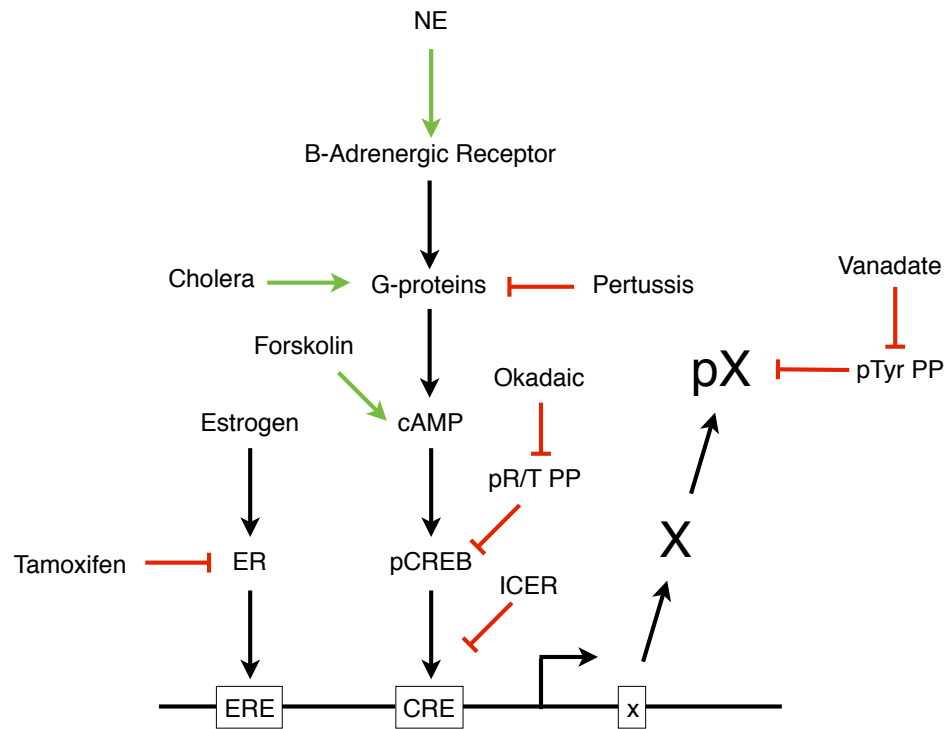 NE
B-Adrenergic Receptor
Cholera
G-proteins
Pertussis
Vanadate
Forskolin
Okadaic
pX
pTyr PP
Estrogen
cAMP
pR/T PP
X
Tamoxifen
ER
pCREB
ICER
ERE
CRE
x